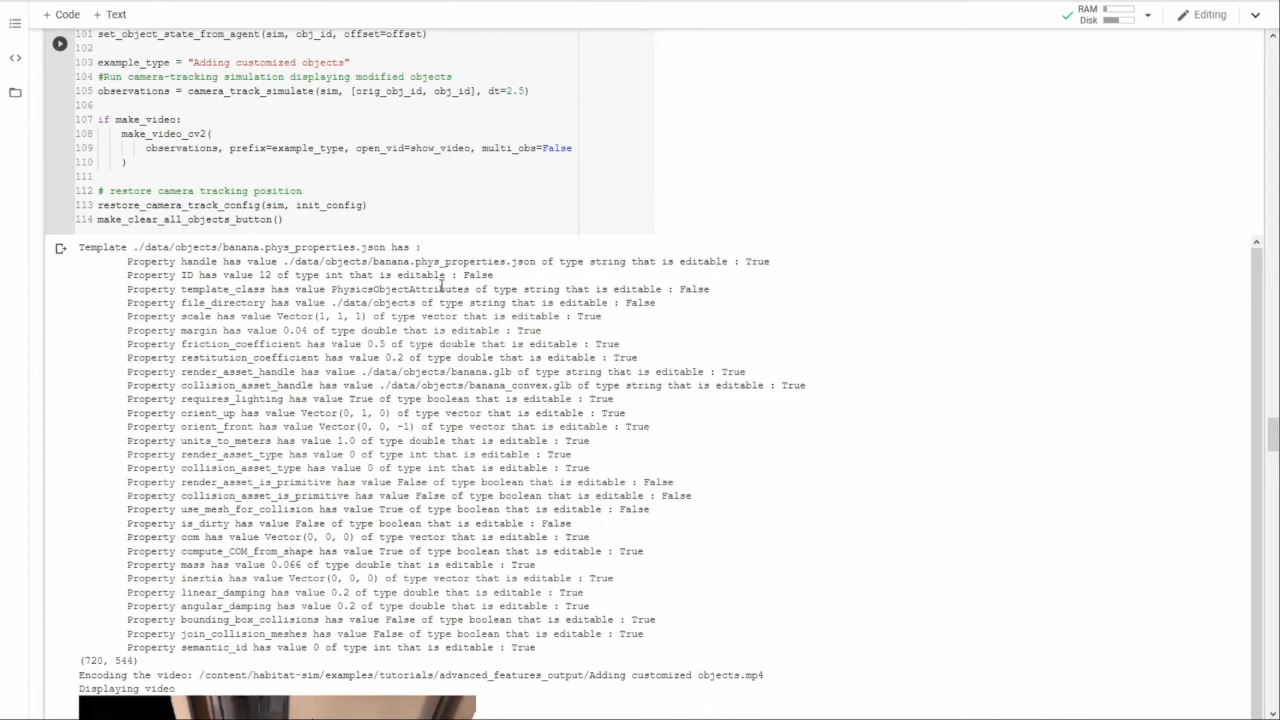 + Code + Text
RAM
Disk
Editing
101 set_object_state_from_agent(sim, obj_id, offset=offset)
102
103 example_type = "Adding customized objects"
104 #Run camera-tracking simulation displaying modified objects
105 observations = camera_track_simulate(sim, [orig_obj_id, obj_id], dt=2.5)
106
107 if make_video:
108 make_video_cv2(
109 observations, prefix=example_type, open_vid=show_video, multi_obs=False
110 )
111
112 # restore camera tracking position
113 restore_camera_track_config(sim, init_config)
114 make_clear_all_objects_button()
Template ./data/objects/banana.phys_properties.json has :
Property handle has value ./data/objects/banana.phys_properties.json of type string that is editable : True
Property ID has value 12 of type int that is editable : False
Property template_class has value PhysicsObjectAttributes of type string that is editable : False
Property file_directory has value ./data/objects of type string that is editable : False
Property scale has value Vector(1, 1, 1) of type vector that is editable : True
Property margin has value 0.04 of type double that is editable : True
Property friction_coefficient has value 0.5 of type double that is editable : True
Property restitution_coefficient has value 0.2 of type double that is editable : True
Property render_asset_handle has value ./data/objects/banana.glb of type string that is editable : True
Property collision_asset_handle has value ./data/objects/banana_convex.glb of type string that is editable : True
Property requires_lighting has value True of type boolean that is editable : True
Property orient_up has value Vector(0, 1, 0) of type vector that is editable : True
Property orient_front has value Vector(0, 0, -1) of type vector that is editable : True
Property units_to_meters has value 1.0 of type double that is editable : True
Property render_asset_type has value 0 of type int that is editable : True
Property collision_asset_type has value 0 of type int that is editable : True
Property render_asset_is_primitive has value False of type boolean that is editable : False
Property collision_asset_is_primitive has value False of type boolean that is editable : False
Property use_mesh_for_collision has value True of type boolean that is editable : False
Property is_dirty has value False of type boolean that is editable : False
Property com has value Vector(0, 0, 0) of type vector that is editable : True
Property compute_COM_from_shape has value True of type boolean that is editable : True
Property mass has value 0.066 of type double that is editable : True
Property inertia has value Vector(0, 0, 0) of type vector that is editable : True
Property linear_damping has value 0.2 of type double that is editable : True
Property angular_damping has value 0.2 of type double that is editable : True
Property bounding_box_collisions has value False of type boolean that is editable : True
Property join_collision_meshes has value False of type boolean that is editable : True
Property semantic_id has value 0 of type int that is editable : True
(720, 544)
Encoding the video: /content/habitat-sim/examples/tutorials/advanced_features_output/Adding customized objects.mp4
Displaying video